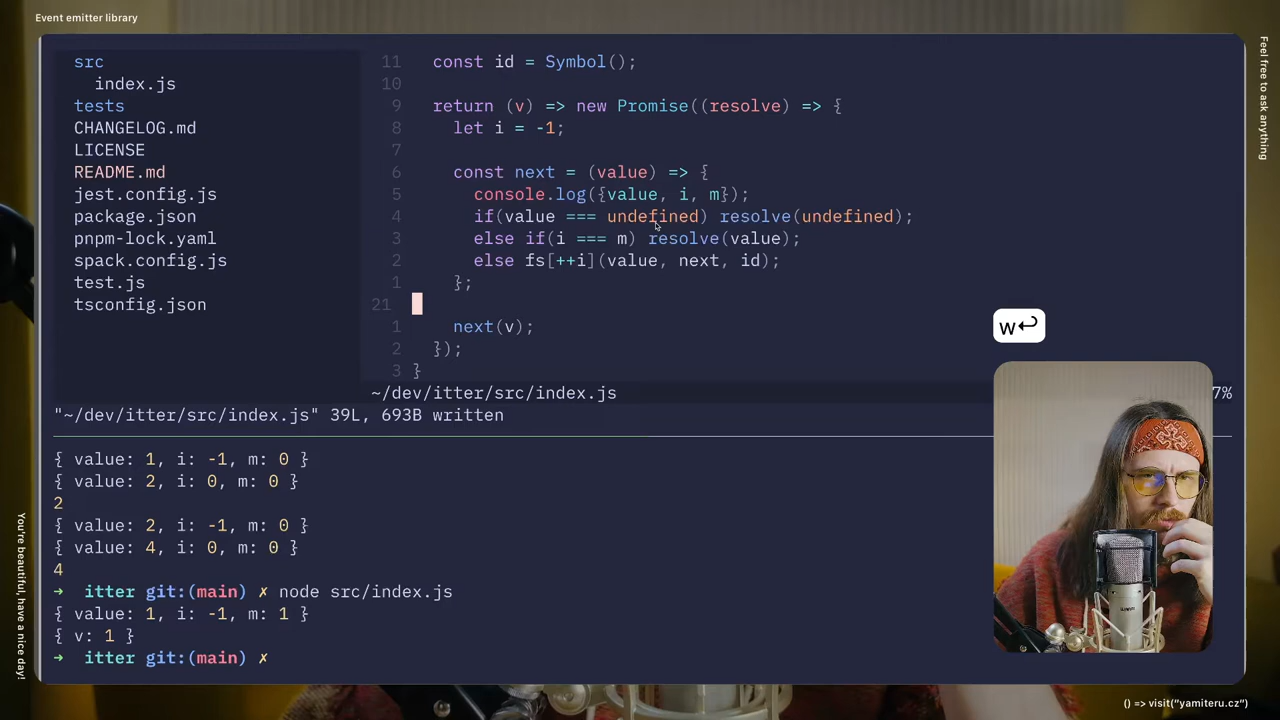 Event emitter library
Feel free to ask anything
src
index.js
tests
CHANGELOG.md
LICENSE
README.md
jest.config.js
package.json
pnpm-lock.yaml
spack.config.js
test.js
tsconfig.json
11 const id = Symbol();
10
9 return (v) => new Promise((resolve) => {
8 let i = -1;
7
6 const next = (value) => {
5 console.log({value, i, m});
4 if(value === undefined) resolve(undefined);
3 else if(i === m) resolve(value);
2 else fs[++i](value, next, id);
1 };
21
1 next(v);
2 });
3 }
~/dev/itter/src/index.js 7%
"~/dev/itter/src/index.js" 39L, 693B written
w↩
{ value: 1, i: -1, m: 0 }
{ value: 2, i: 0, m: 0 }
2
{ value: 2, i: -1, m: 0 }
{ value: 4, i: 0, m: 0 }
4
➜ itter git:(main) ✗ node src/index.js
{ value: 1, i: -1, m: 1 }
{ v: 1 }
➜ itter git:(main) ✗
You're beautiful, have a nice day!
() => visit("yamiteru.cz")